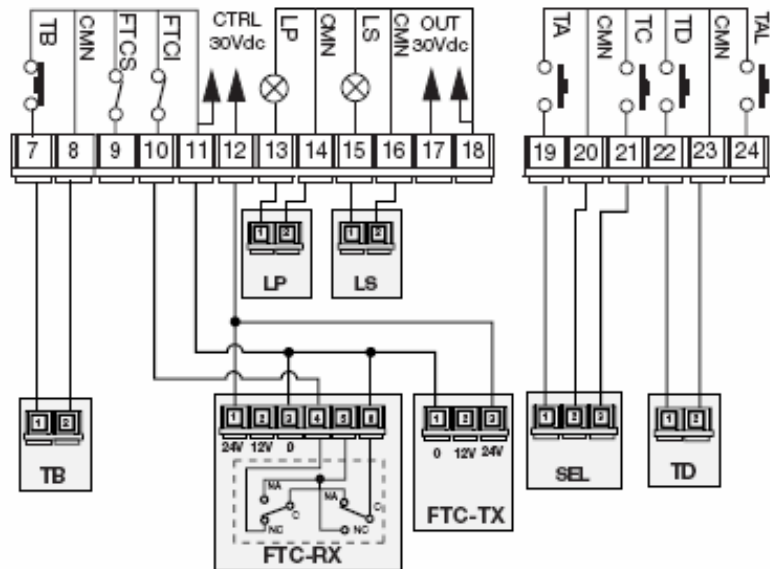 TB CMN FTCS FTCI CTRL 30Vdc LP CMN LS CMN OUT 30Vdc TA CMN TC TD CMN TAL
7 8 9 10 11 12 13 14 15 16 17 18 19 20 21 22 23 24
1 2 1 2
LP LS
1 2 1 2 3 4 5 6 1 2 3 1 2 3 1 2
24V 12V 0 0 12V 24V
TB SEL TD
NA NA
C C
NC NC
FTC-TX
FTC-RX